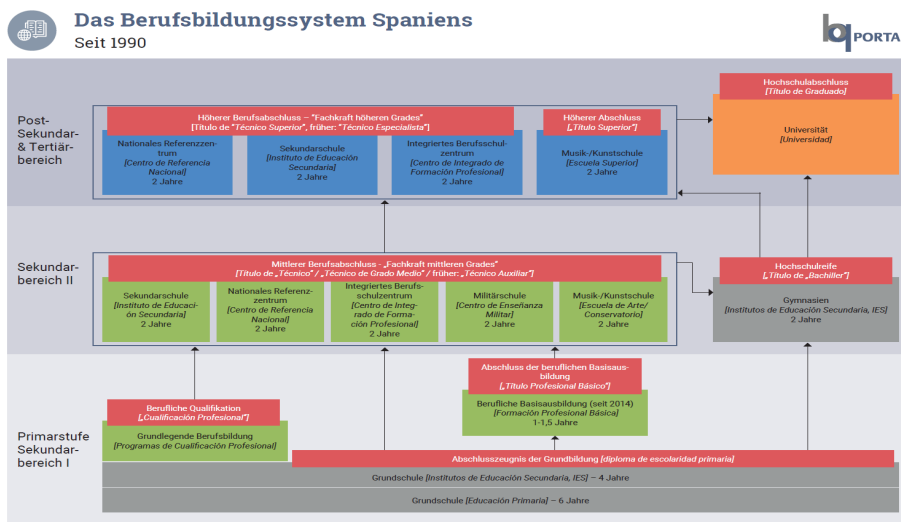 Das Berufsbildungssystem Spaniens
Seit 1990
bq PORTA
Post-
Sekundar-
& Tertiär-
bereich
Höherer Berufsabschluss – "Fachkraft höheren Grades"
[Título de "Técnico Superior", früher: "Técnico Especialista"]
Nationales Referenzzen-
trum
[Centro de Referencia
Nacional]
2 Jahre
Sekundarschule
[Instituto de Educación
Secundaria]
2 Jahre
Integriertes Berufsschul-
zentrum
[Centro de Integrado de
Formación Profesional]
2 Jahre
Höherer Abschluss
[„Título Superior"]
Musik-/Kunstschule
[Escuela Superior]
2 Jahre
Hochschulabschluss
[Título de Graduado]
Universität
[Universidad]
Sekundar-
bereich II
Mittlerer Berufsabschluss - „Fachkraft mittleren Grades"
[Título de „Técnico" / „Técnico de Grado Medio" / früher: „Técnico Auxiliar"]
Sekundarschule
[Instituto de Educaci-
ón Secundaria]
2 Jahre
Nationales Referenz-
zentrum
[Centro de Referencia
Nacional]
2 Jahre
Integriertes Berufs-
schulzentrum
[Centro de Integ-
rado de Forma-
ción Profesional]
2 Jahre
Militärschule
[Centro de Enseñanza
Militar]
2 Jahre
Musik-/Kunstschule
[Escuela de Arte/
Conservatorio]
2 Jahre
Hochschulreife
[„Título de „Bachiller"]
Gymnasien
[Institutos de Educación Secundaria, IES]
2 Jahre
Primarstufe
Sekundar-
bereich I
Berufliche Qualifikation
[„Cualificación Profesional"]
Grundlegende Berufsbildung
[Programas de Cualificación Profesional]
Abschluss der beruflichen Basisaus-
bildung
[„Título Profesional Básico"]
Berufliche Basisausbildung (seit 2014)
[Formación Profesional Básica]
1-1,5 Jahre
Abschlusszeugnis der Grundbildung [diploma de escolaridad primaria]
Grundschule [Institutos de Educación Secundaria, IES] – 4 Jahre
Grundschule [Educación Primaria] – 6 Jahre